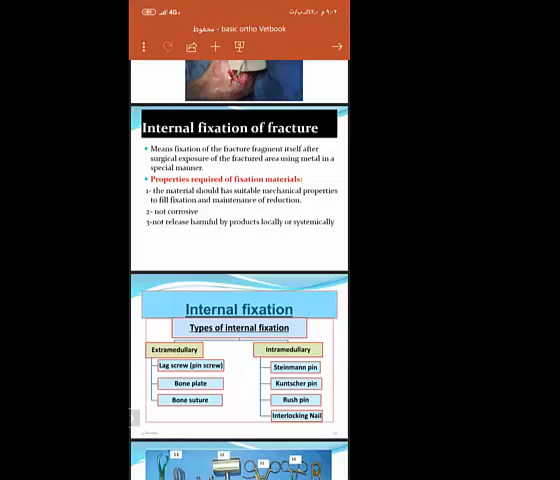 4G
٩:٠٢ م
basic ortho Vetbook - محفوظ
Internal fixation of fracture
• Means fixation of the fracture fragment itself after
surgical exposure of the fractured area using metal in a
special manner.
• Properties required of fixation materials:
1- the material should has suitable mechanical properties
to fill fixation and maintenance of reduction.
2- not corrosive
3-not release harmful by products locally or systemically
Internal fixation
Types of internal fixation
Extramedullary
Lag screw (pin screw)
Bone plate
Bone suture
Intramedullary
Steinmann pin
Kuntscher pin
Rush pin
Interlocking Nail